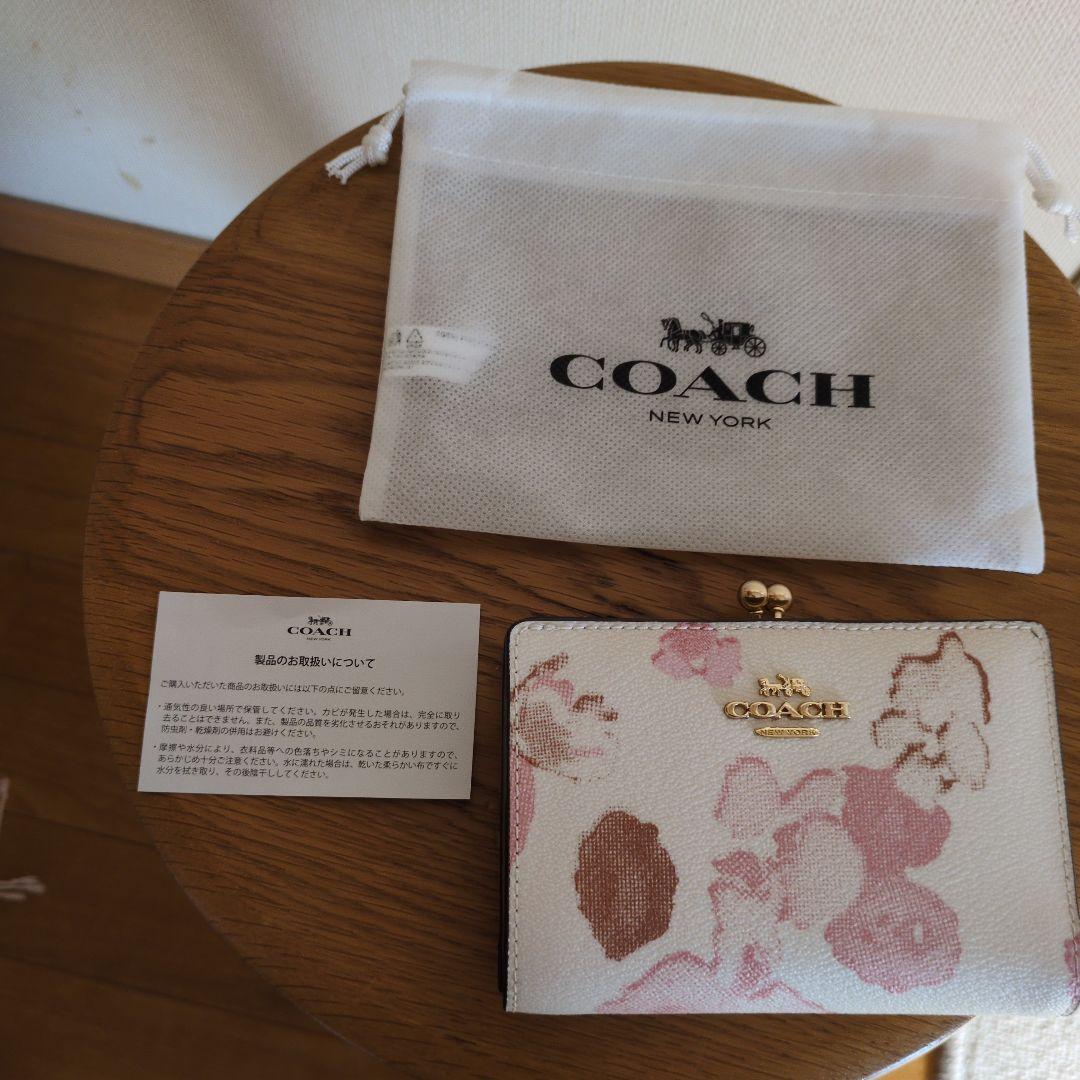 COACH
NEW YORK
COACH
NEW YORK
製品のお取扱いについて
ご購入いただいた商品のお取扱いには以下の点にご留意ください。
・通気性の良い場所で保管してください。カビが発生した場合は、完全に取り
去ることはできません。また、製品の品質を劣化させるおそれがありますので、
防虫剤・乾燥剤の併用はお避けください。
・摩擦や水分により、衣料品等への色落ちやシミになることがありますので、
あらかじめ十分ご注意ください。水に濡れた場合は、乾いた柔らかい布ですぐに
水分を拭き取り、その後陰干ししてください。
COACH
NEW YORK